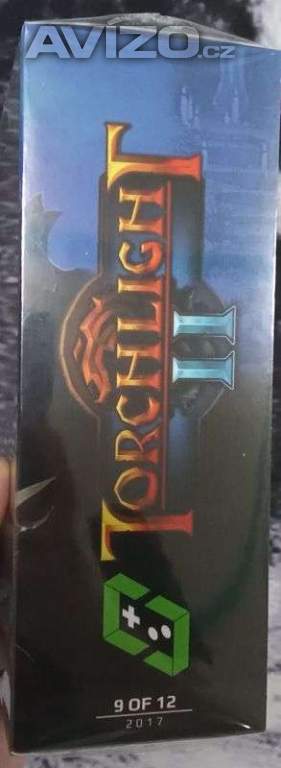 AVIZO.cz
TORCHLIGHT
II
9 OF 12
2017